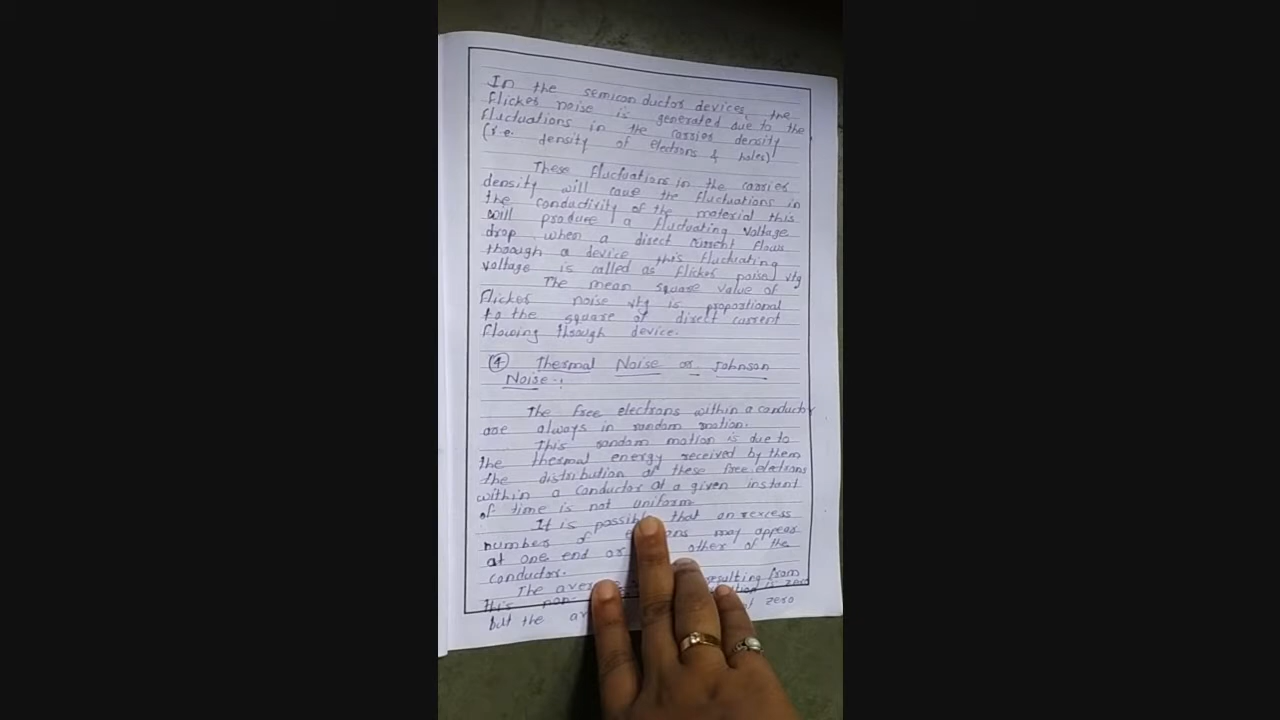 In the semiconductor devices, the
flicker noise is generated due to the
fluctuations in the carrier density
(i.e. density of electrons & holes)
These fluctuations in the carrier
density will cause the fluctuations in
the conductivity of the material this
will produce a fluctuating voltage
drop when a direct current flows
through a device this fluctuating
voltage is called as flicker noise vtg
The mean square value of
flicker noise vtg is proportional
to the square of direct current
flowing through device.
④ Thermal Noise or Johnson
Noise -:
The free electrons within a conductor
are always in random motion.
This random motion is due to
the thermal energy received by them
the distribution of these free electrons
within a conductor at a given instant
of time is not uniform
It is possible that an excess
numbers of may appear
at one end or other of the
conductor.
The resulting from
this is zero
but the zero